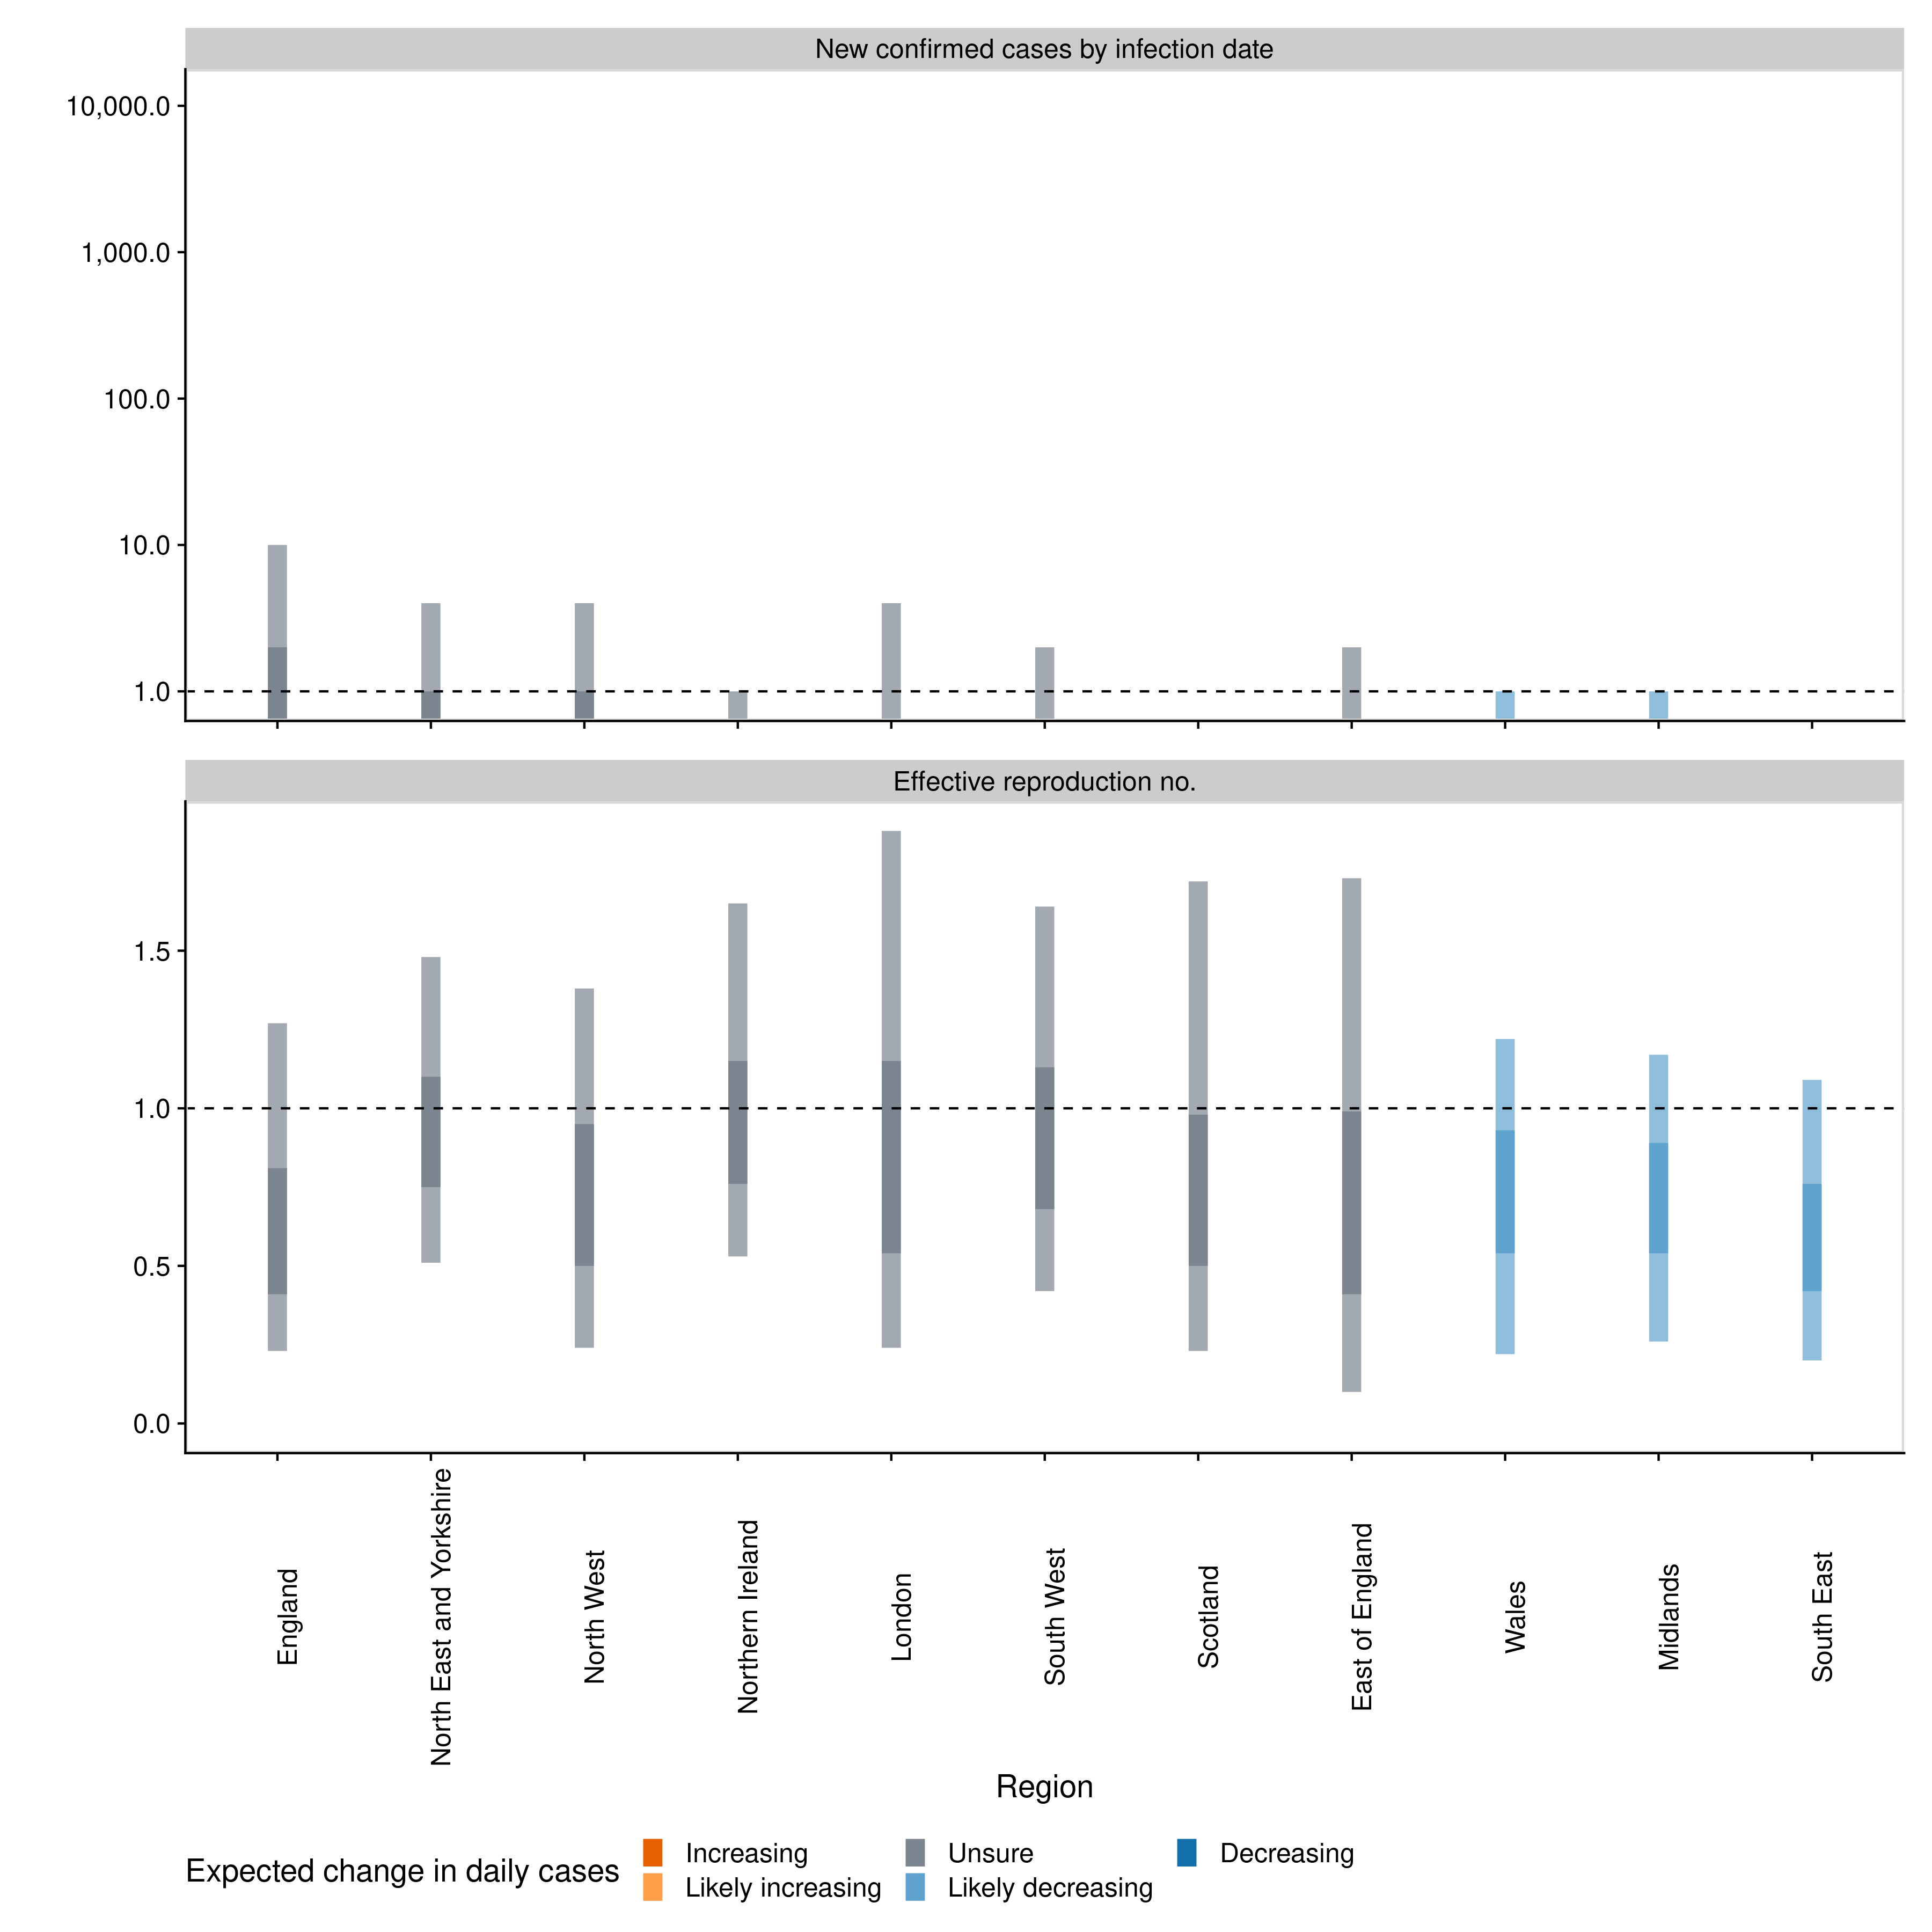 New confirmed cases by infection date
10,000.0
1,000.0
100.0
10.0
1.0
Effective reproduction no.
1.5
1.0
0.5
0.0
England
North East and Yorkshire
North West
Northern Ireland
London
South West
Scotland
East of England
Wales
Midlands
South East
Region
Expected change in daily cases
Increasing
Likely increasing
Unsure
Likely decreasing
Decreasing